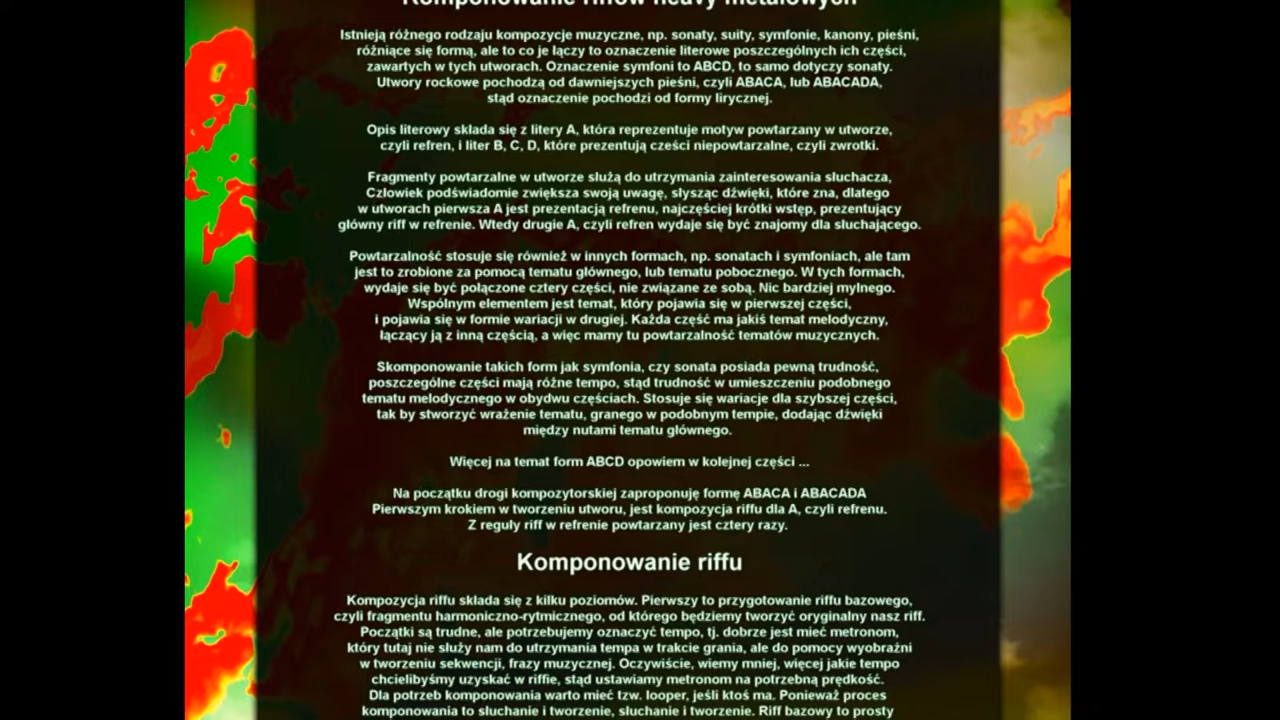 Komponowanie riffów heavy metalowych
Istnieją różnego rodzaju kompozycje muzyczne, np. sonaty, suity, symfonie, kanony, pieśni,
różniące się formą, ale to co je łączy to oznaczenie literowe poszczególnych ich części,
zawartych w tych utworach. Oznaczenie symfoni to ABCD, to samo dotyczy sonaty.
Utwory rockowe pochodzą od dawniejszych pieśni, czyli ABACA, lub ABACADA,
stąd oznaczenie pochodzi od formy lirycznej.
Opis literowy składa się z litery A, która reprezentuje motyw powtarzany w utworze,
czyli refren, i liter B, C, D, które prezentują cześci niepowtarzalne, czyli zwrotki.
Fragmenty powtarzalne w utworze służą do utrzymania zainteresowania słuchacza,
Człowiek podświadomie zwiększa swoją uwagę, słysząc dźwięki, które zna, dlatego
w utworach pierwsza A jest prezentacją refrenu, najczęściej krótki wstęp, prezentujący
główny riff w refrenie. Wtedy drugie A, czyli refren wydaje się być znajomy dla słuchającego.
Powtarzalność stosuje się również w innych formach, np. sonatach i symfoniach, ale tam
jest to zrobione za pomocą tematu głównego, lub tematu pobocznego. W tych formach,
wydaje się być połączone cztery części, nie związane ze sobą. Nic bardziej mylnego.
Wspólnym elementem jest temat, który pojawia się w pierwszej części,
i pojawia się w formie wariacji w drugiej. Każda część ma jakiś temat melodyczny,
łączący ją z inną częścią, a więc mamy tu powtarzalność tematów muzycznych.
Skomponowanie takich form jak symfonia, czy sonata posiada pewną trudność,
poszczególne części mają różne tempo, stąd trudność w umieszczeniu podobnego
tematu melodycznego w obydwu częściach. Stosuje się wariacje dla szybszej części,
tak by stworzyć wrażenie tematu, granego w podobnym tempie, dodając dźwięki
między nutami tematu głównego.
Więcej na temat form ABCD opowiem w kolejnej części ...
Na początku drogi kompozytorskiej zaproponuję formę ABACA i ABACADA
Pierwszym krokiem w tworzeniu utworu, jest kompozycja riffu dla A, czyli refrenu.
Z reguły riff w refrenie powtarzany jest cztery razy.
Komponowanie riffu
Kompozycja riffu składa się z kilku poziomów. Pierwszy to przygotowanie riffu bazowego,
czyli fragmentu harmoniczno-rytmicznego, od którego będziemy tworzyć oryginalny nasz riff.
Początki są trudne, ale potrzebujemy oznaczyć tempo, tj. dobrze jest mieć metronom,
który tutaj nie służy nam do utrzymania tempa w trakcie grania, ale do pomocy wyobraźni
w tworzeniu sekwencji, frazy muzycznej. Oczywiście, wiemy mniej, więcej jakie tempo
chcielibyśmy uzyskać w riffie, stąd ustawiamy metronom na potrzebną prędkość.
Dla potrzeb komponowania warto mieć tzw. looper, jeśli ktoś ma. Ponieważ proces
komponowania to słuchanie i tworzenie, słuchanie i tworzenie. Riff bazowy to prosty